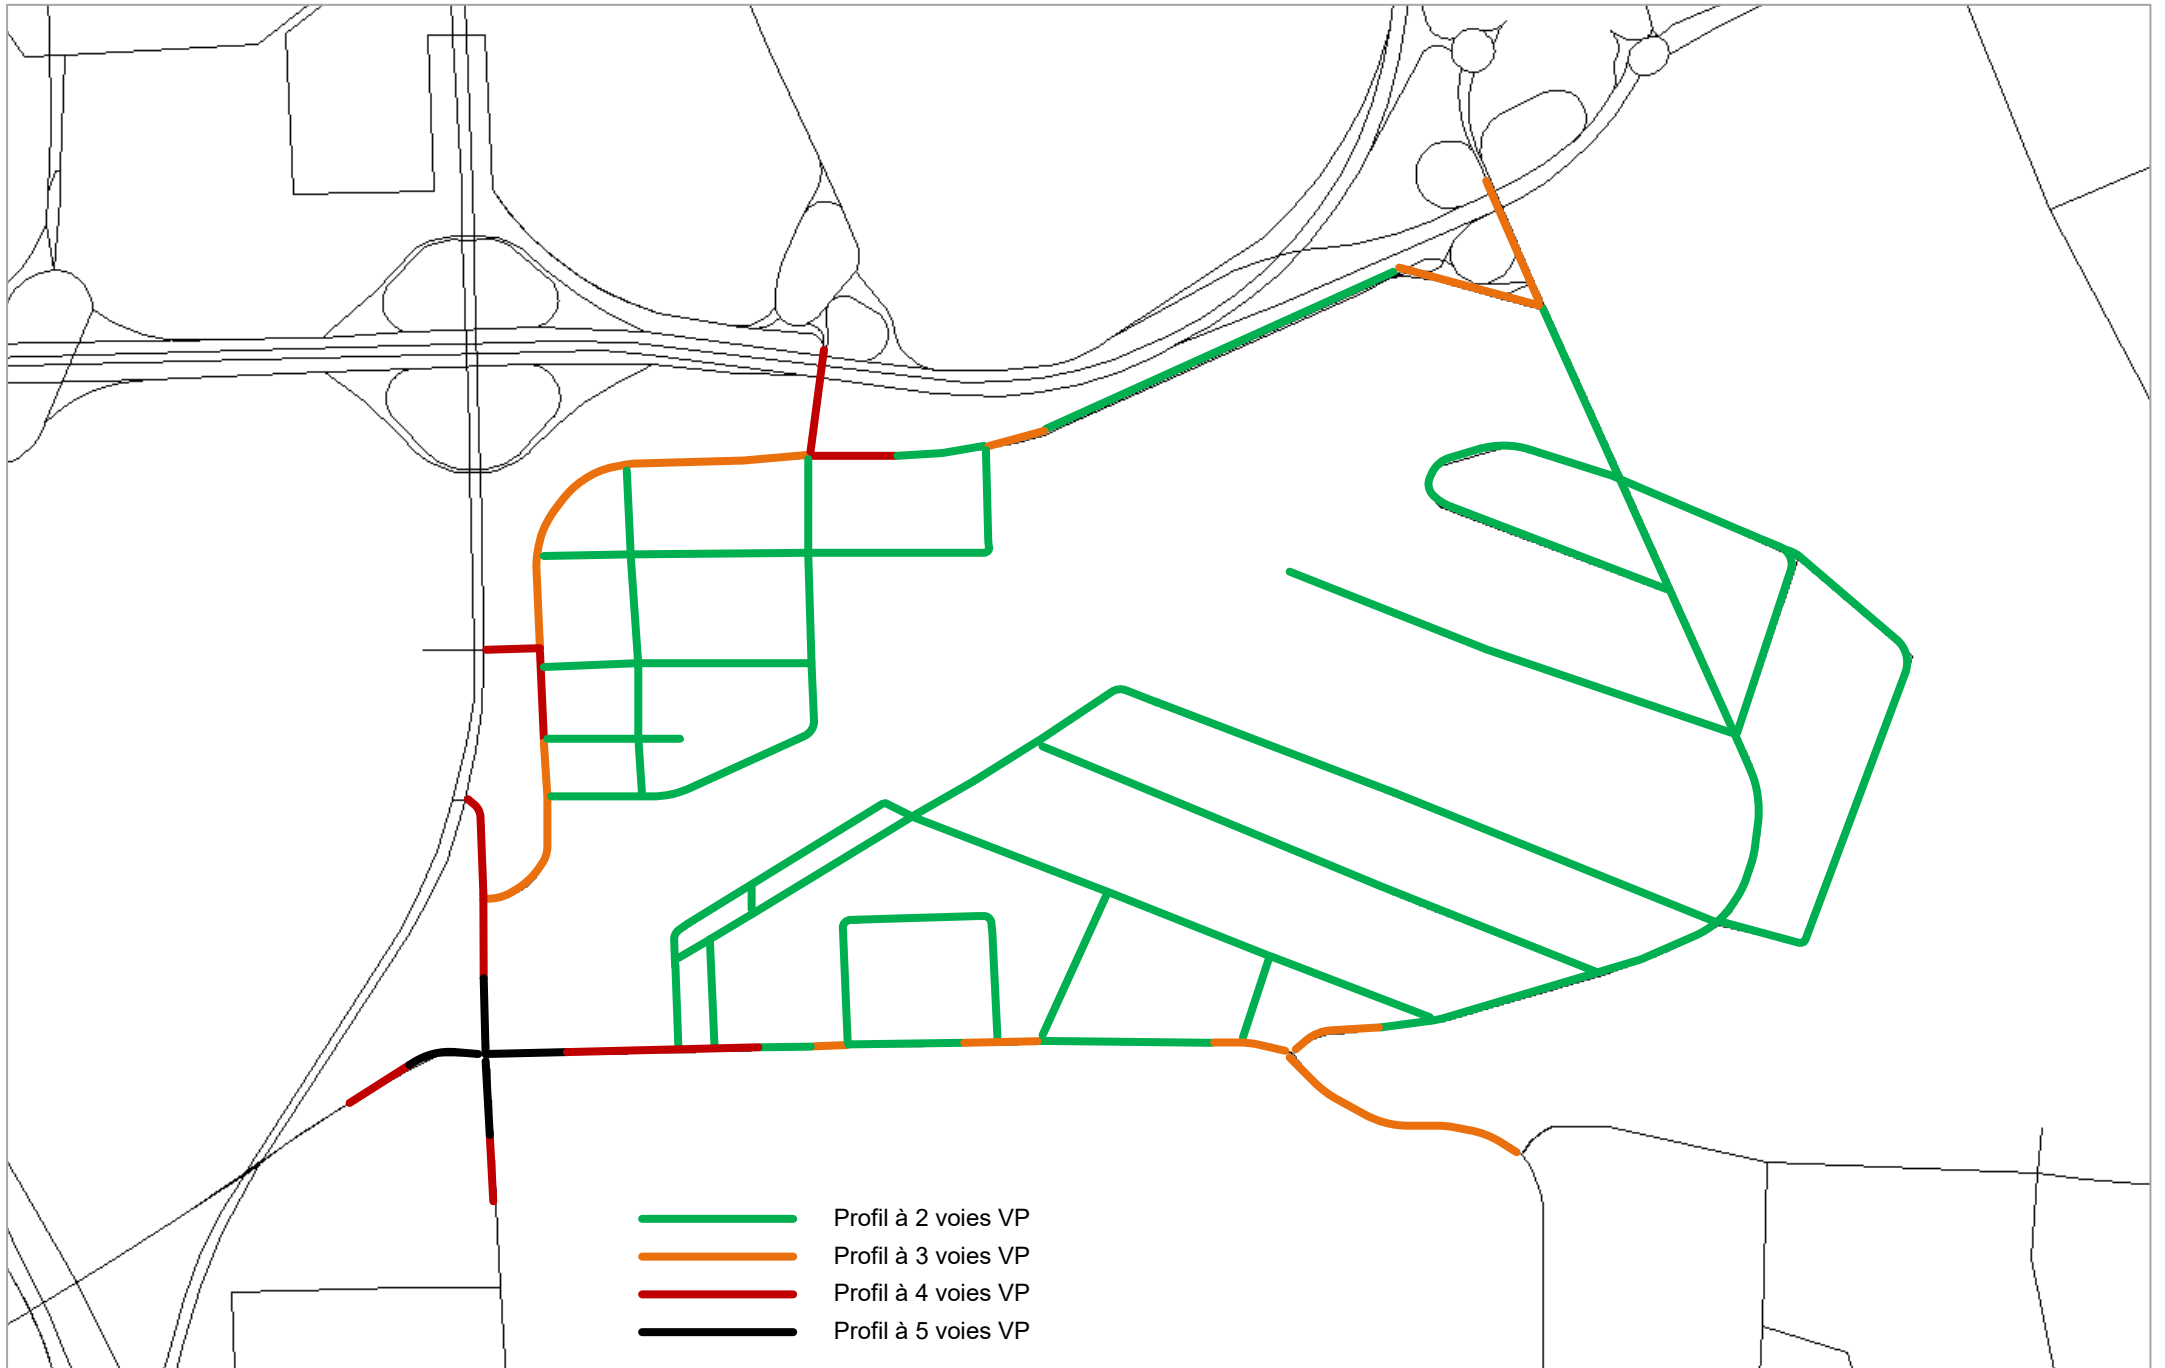 Profil à 2 voies VP
Profil à 3 voies VP
Profil à 4 voies VP
Profil à 5 voies VP